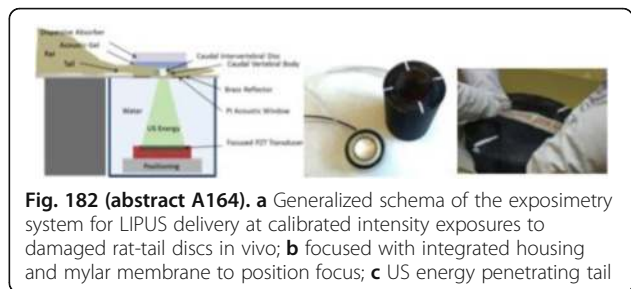 Dispersive Absorber
Acoustic Gel
Rat
Tail
Caudal Intervertebral Disc
Caudal Vertebral Body
Brass Reflector
PI Acoustic Window
Water
US Energy
Focused PZT Transducer
Positioning
Fig. 182 (abstract A164). a Generalized schema of the exposimetry
system for LIPUS delivery at calibrated intensity exposures to
damaged rat-tail discs in vivo; b focused with integrated housing
and mylar membrane to position focus; c US energy penetrating tail